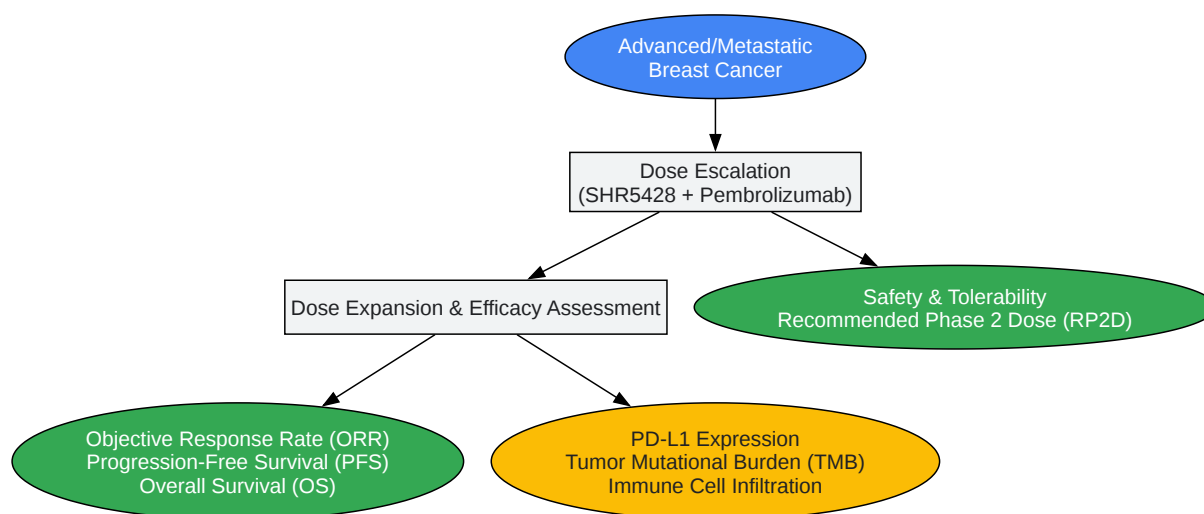 Advanced/Metastatic
Breast Cancer
Dose Escalation
(SHR5428 + Pembrolizumab)
Dose Expansion & Efficacy Assessment
Safety & Tolerability
Recommended Phase 2 Dose (RP2D)
Objective Response Rate (ORR)
Progression-Free Survival (PFS)
Overall Survival (OS)
PD-L1 Expression
Tumor Mutational Burden (TMB)
Immune Cell Infiltration